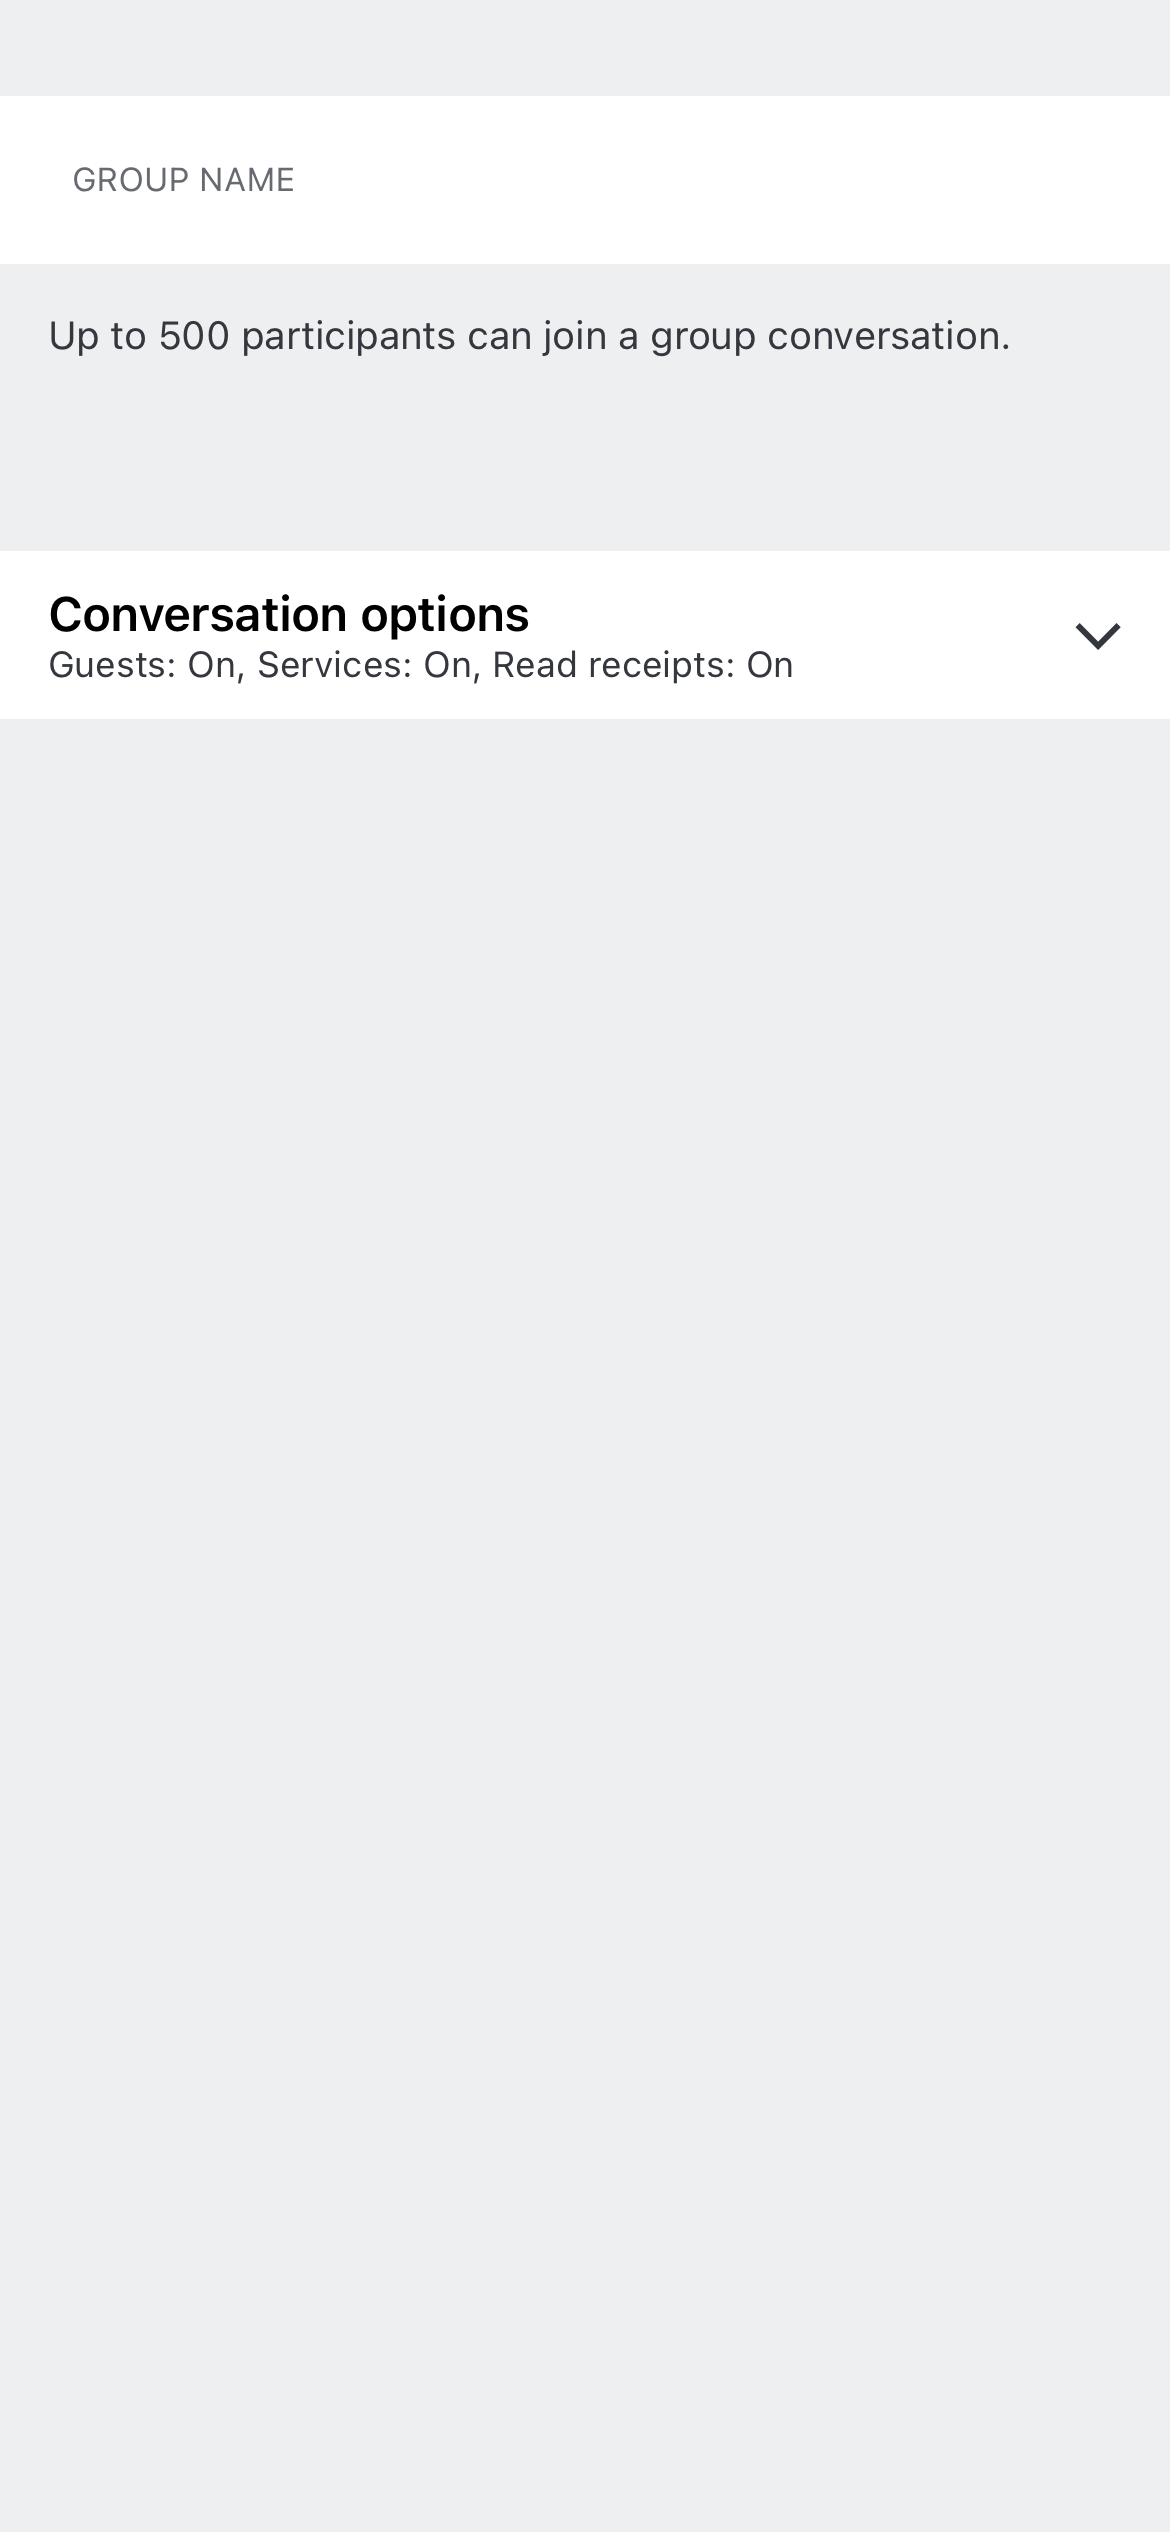 GROUP NAME
Up to 500 participants can join a group conversation.
Conversation options
Guests: On, Services: On, Read receipts: On